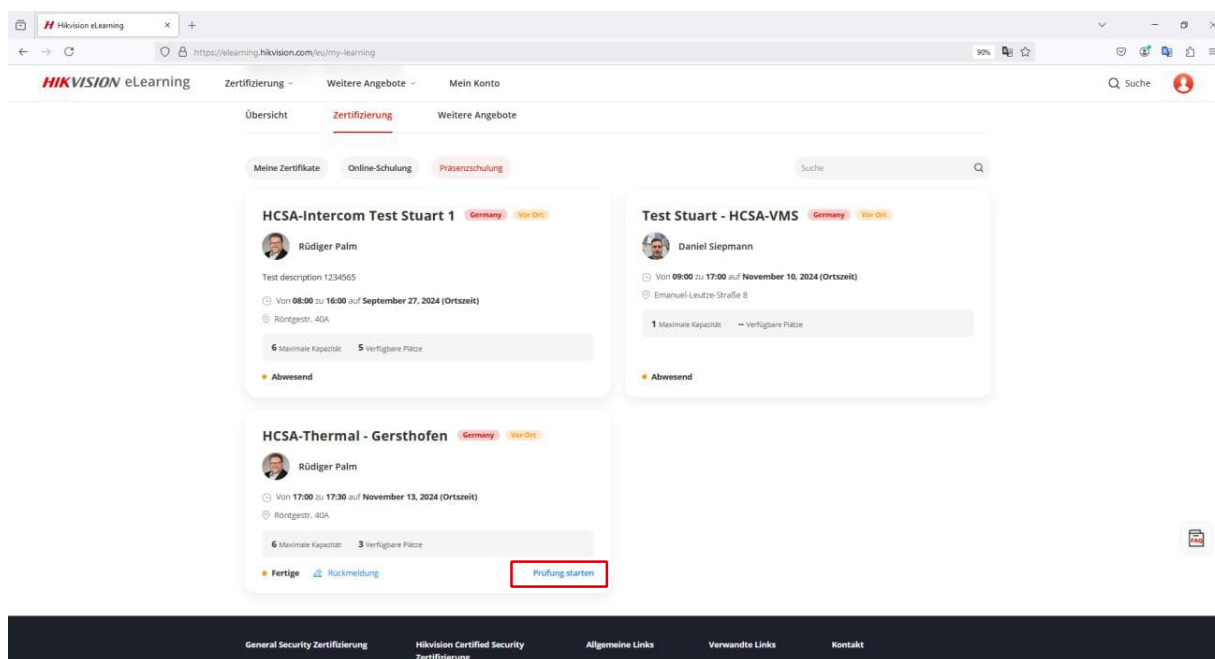 Hikvision eLearning
https://elearning.hikvision.com/eu/my-learning
90%
HIKVISION eLearning
Zertifizierung
Weitere Angebote
Mein Konto
Suche
Übersicht
Zertifizierung
Weitere Angebote
Meine Zertifikate
Online-Schulung
Präsenzschulung
Suche
HCSA-Intercom Test Stuart 1 Germany Vor Ort
Rüdiger Palm
Test description 1234565
Von 08:00 zu 16:00 auf September 27, 2024 (Ortszeit)
Röntgestr. 40A
6 Maximale Kapazität 5 Verfügbare Plätze
Abwesend
Test Stuart - HCSA-VMS Germany Vor Ort
Daniel Siepmann
Von 09:00 zu 17:00 auf November 10, 2024 (Ortszeit)
Emanuel-Leutze-Straße 8
1 Maximale Kapazität -- Verfügbare Plätze
Abwesend
HCSA-Thermal - Gersthofen Germany Vor Ort
Rüdiger Palm
Von 17:00 zu 17:30 auf November 13, 2024 (Ortszeit)
Röntgestr. 40A
6 Maximale Kapazität 3 Verfügbare Plätze
Fertige Rückmeldung Prüfung starten
FAQ
General Security Zertifizierung
Hikvision Certified Security
Zertifizierung
Allgemeine Links
Verwandte Links
Kontakt